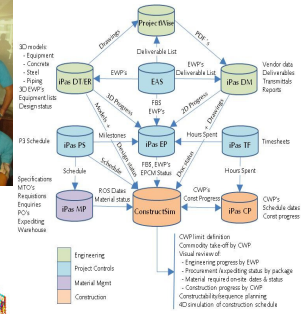 ProjectWise
Drawings
PDF's
Deliverable List
3D models
- Equipment
- Concrete
- Steel
- Piping
3D EWP's
Equipment lists
Design status
iPas DT/ER
EWP's
EAS
EWP's
Deliverable List
iPas DM
Vendor data
Deliverables
Transmittals
Reports
3D Progress
FBS
EWP's
2D Progress
Models +
Design status
Doc status
+ Drawings
P3 Schedule
iPas PS
Milestones
iPas EP
Hours Spent
iPas TF
Timesheets
Schedule
Schedule
FBS, EWP's
EPCM Status
Hours Spent
Specifications
MTO's
Requisitions
Enquiries
PO's
Expediting
Warehouse
iPas MP
ROS Dates
Material status
ConstructSim
CWP's
Const Progress
iPas CP
CWP's
Schedule dates
Const progress
Engineering
Project Controls
Material Mgmt
Construction
CWP limit definition
Commodity take-off by CWP
Visual review of:
- Engineering progress by EWP
- Procurement/expediting status by package
- Material required on-site dates & status
- Construction progress by CWP
Constructability/sequence planning
4D simulation of construction schedule